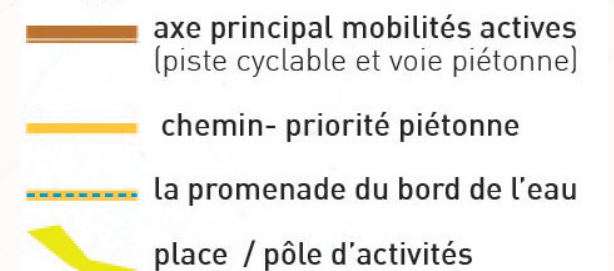 axe principal mobilités actives
(piste cyclable et voie piétonne)
chemin- priorité piétonne
la promenade du bord de l'eau
place / pôle d'activités